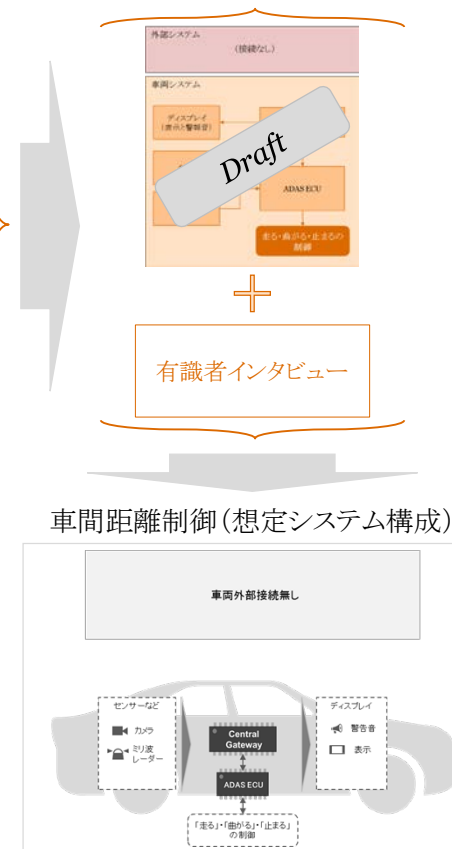 外部システム
(接続なし)
車両システム
ディスプレイ
(表示と警報音)
Draft
ADAS ECU
走る・曲がる・止まるの
制御
有識者インタビュー
車間距離制御(想定システム構成)
車両外部接続無し
センサーなど
カメラ
ミリ波
レーダー
Central
Gateway
ADAS ECU
ディスプレイ
警告音
表示
「走る」・「曲がる」・「止まる」
の制御